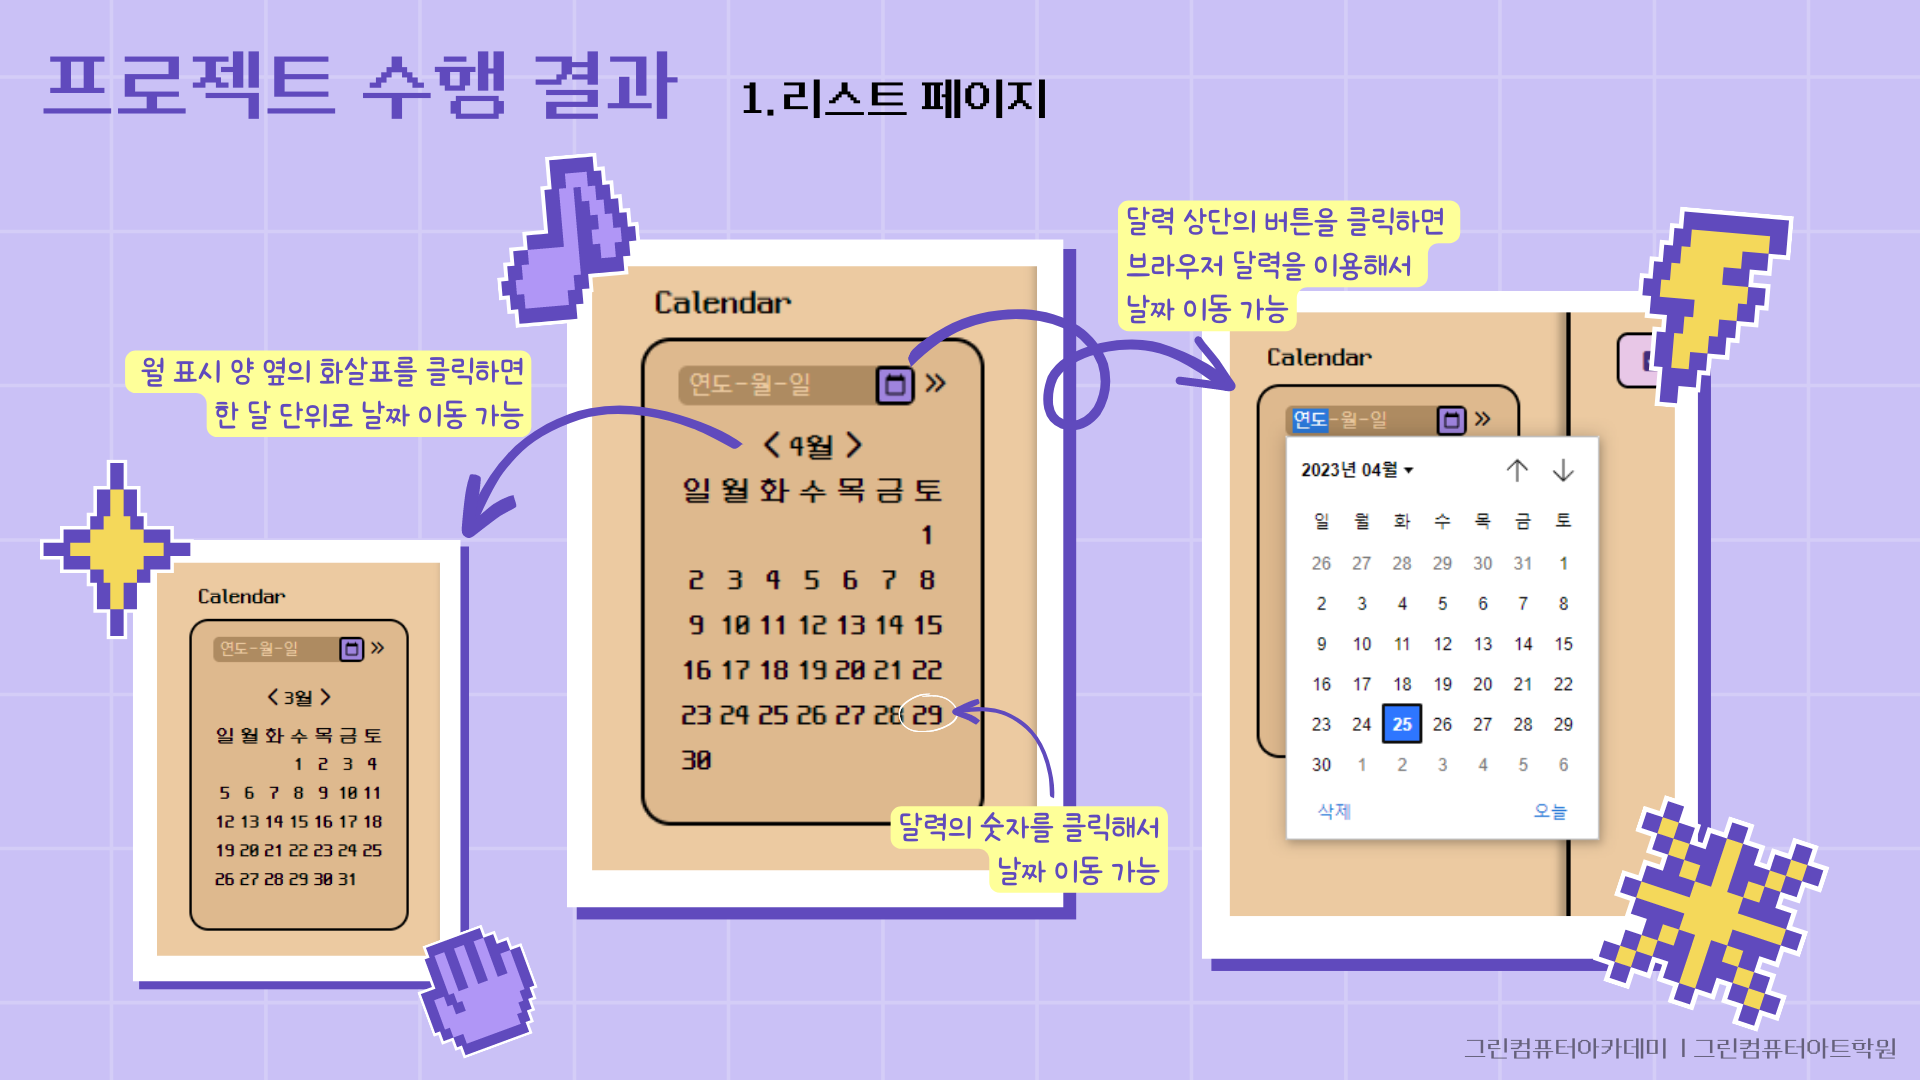 프로젝트 수행 결과
1.리스트 페이지
월 표시 양 옆의 화살표를 클릭하면
한 달 단위로 날짜 이동 가능
Calendar
연도-월-일 »
< 3월 >
일 월 화 수 목 금 토
1 2 3 4
5 6 7 8 9 10 11
12 13 14 15 16 17 18
19 20 21 22 23 24 25
26 27 28 29 30 31
Calendar
연도-월-일 »
< 4월 >
일 월 화 수 목 금 토
1
2 3 4 5 6 7 8
9 10 11 12 13 14 15
16 17 18 19 20 21 22
23 24 25 26 27 28 29
30
달력의 숫자를 클릭해서
날짜 이동 가능
달력 상단의 버튼을 클릭하면
브라우저 달력을 이용해서
날짜 이동 가능
Calendar
연도-월-일 »
2023년 04월
일 월 화 수 목 금 토
26 27 28 29 30 31 1
2 3 4 5 6 7 8
9 10 11 12 13 14 15
16 17 18 19 20 21 22
23 24 25 26 27 28 29
30 1 2 3 4 5 6
삭제 오늘
그린컴퓨터아카데미 | 그린컴퓨터아트학원